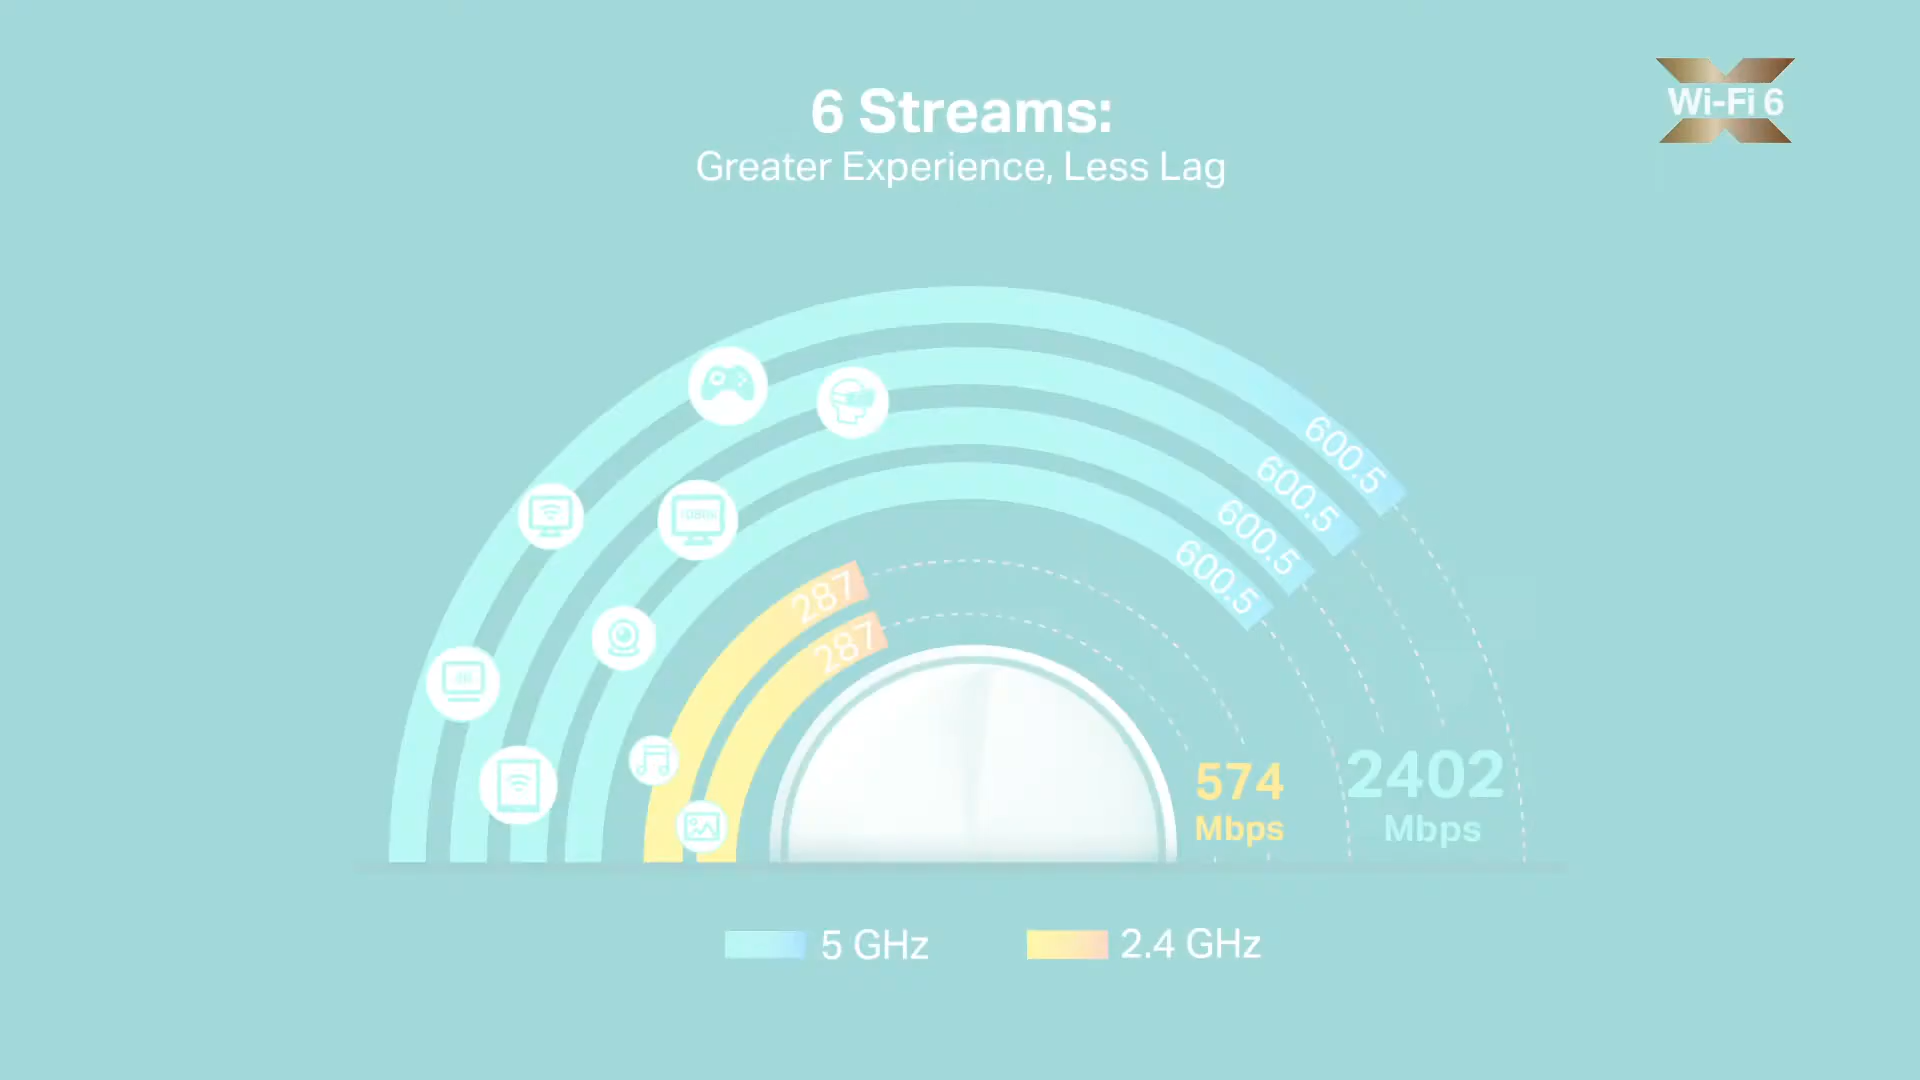 Wi-Fi 6
6 Streams:
Greater Experience, Less Lag
600.5
600.5
600.5
600.5
287
287
574
Mbps
2402
Mbps
5 GHz
2.4 GHz